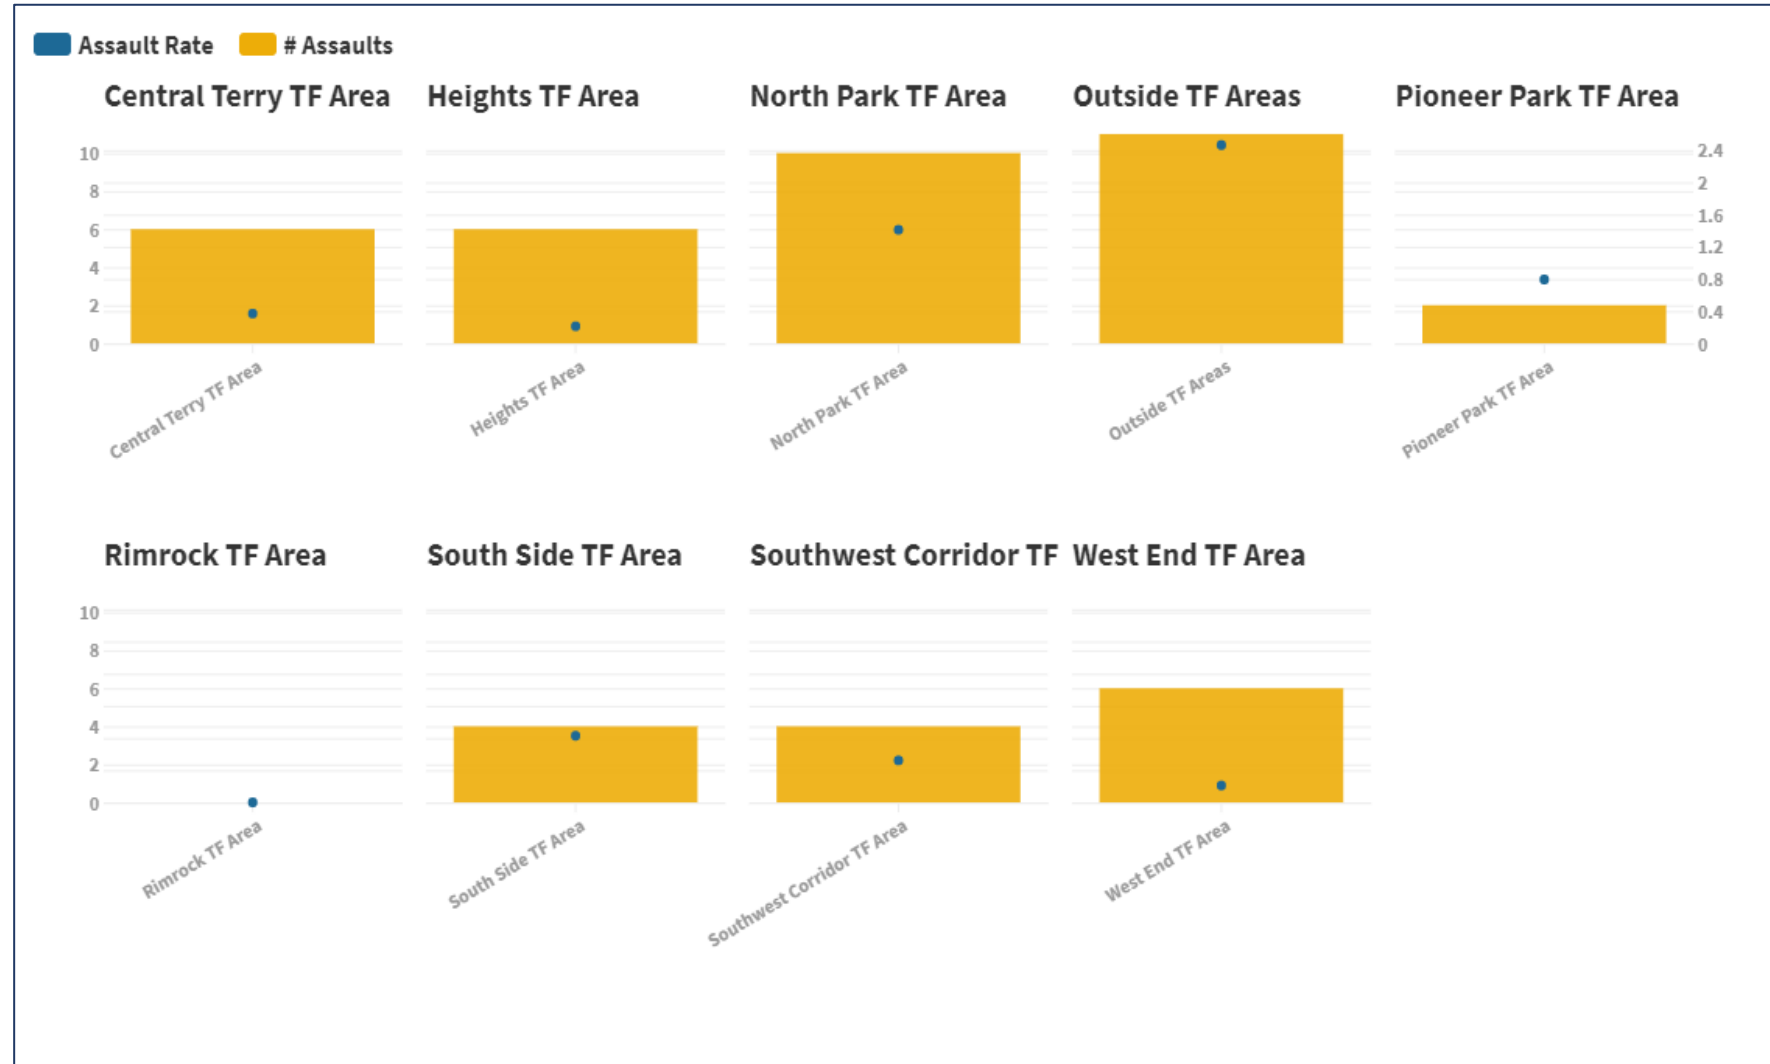 Assault Rate # Assaults
Central Terry TF Area Heights TF Area North Park TF Area Outside TF Areas Pioneer Park TF Area
10 2.4
8 2
6 1.6
1.2
4 0.8
2 0.4
0 0
Central Terry TF Area Heights TF Area North Park TF Area Outside TF Areas Pioneer Park TF Area
Rimrock TF Area South Side TF Area Southwest Corridor TF West End TF Area
10
8
6
4
2
0
Rimrock TF Area South Side TF Area Southwest Corridor TF Area West End TF Area